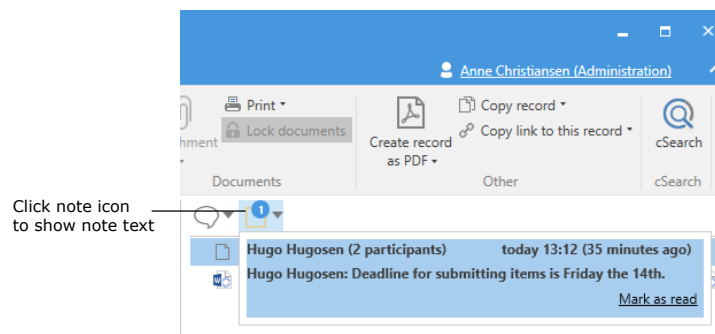 Anne Christiansen (Administration)
Print
Lock documents
Create record
as PDF
Copy record
Copy link to this record
cSearch
Documents
Other
cSearch
Click note icon
to show note text
1
Hugo Hugosen (2 participants) today 13:12 (35 minutes ago)
Hugo Hugosen: Deadline for submitting items is Friday the 14th.
Mark as read